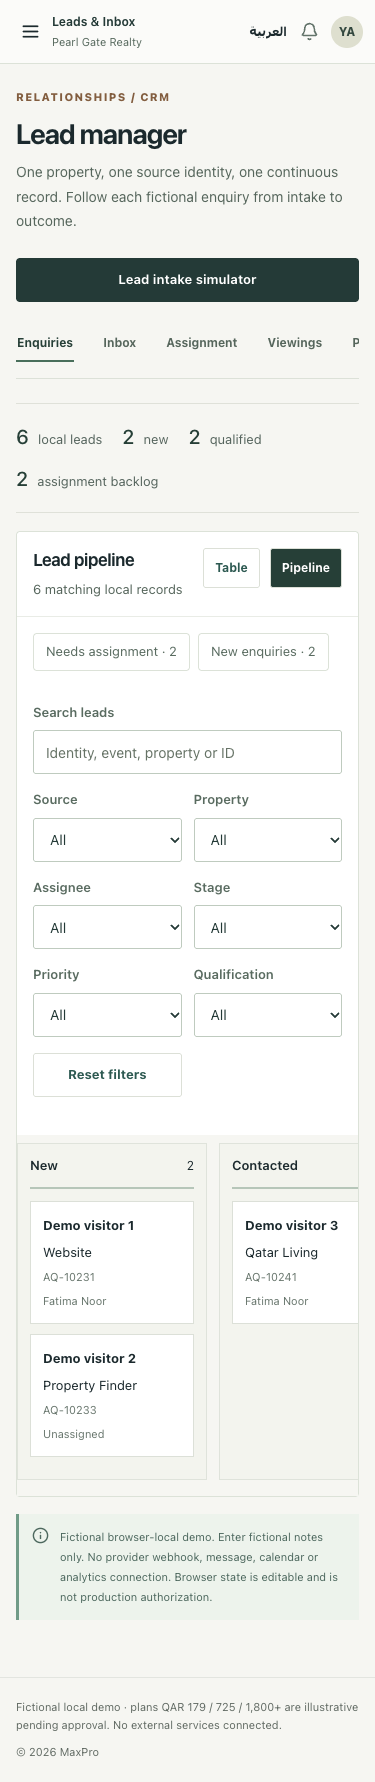 Leads & Inbox
Pearl Gate Realty
العربية
YA
RELATIONSHIPS / CRM
Lead manager
One property, one source identity, one continuous
record. Follow each fictional enquiry from intake to
outcome.
Lead intake simulator
Enquiries Inbox Assignment Viewings P
6 local leads 2 new 2 qualified
2 assignment backlog
Lead pipeline
6 matching local records
Table Pipeline
Needs assignment · 2 New enquiries · 2
Search leads
Identity, event, property or ID
Source Property
All All
Assignee Stage
All All
Priority Qualification
All All
Reset filters
New 2
Demo visitor 1
Website
AQ-10231
Fatima Noor
Demo visitor 2
Property Finder
AQ-10233
Unassigned
Contacted
Demo visitor 3
Qatar Living
AQ-10241
Fatima Noor
Fictional browser-local demo. Enter fictional notes
only. No provider webhook, message, calendar or
analytics connection. Browser state is editable and is
not production authorization.
Fictional local demo · plans QAR 179 / 725 / 1,800+ are illustrative
pending approval. No external services connected.
© 2026 MaxPro